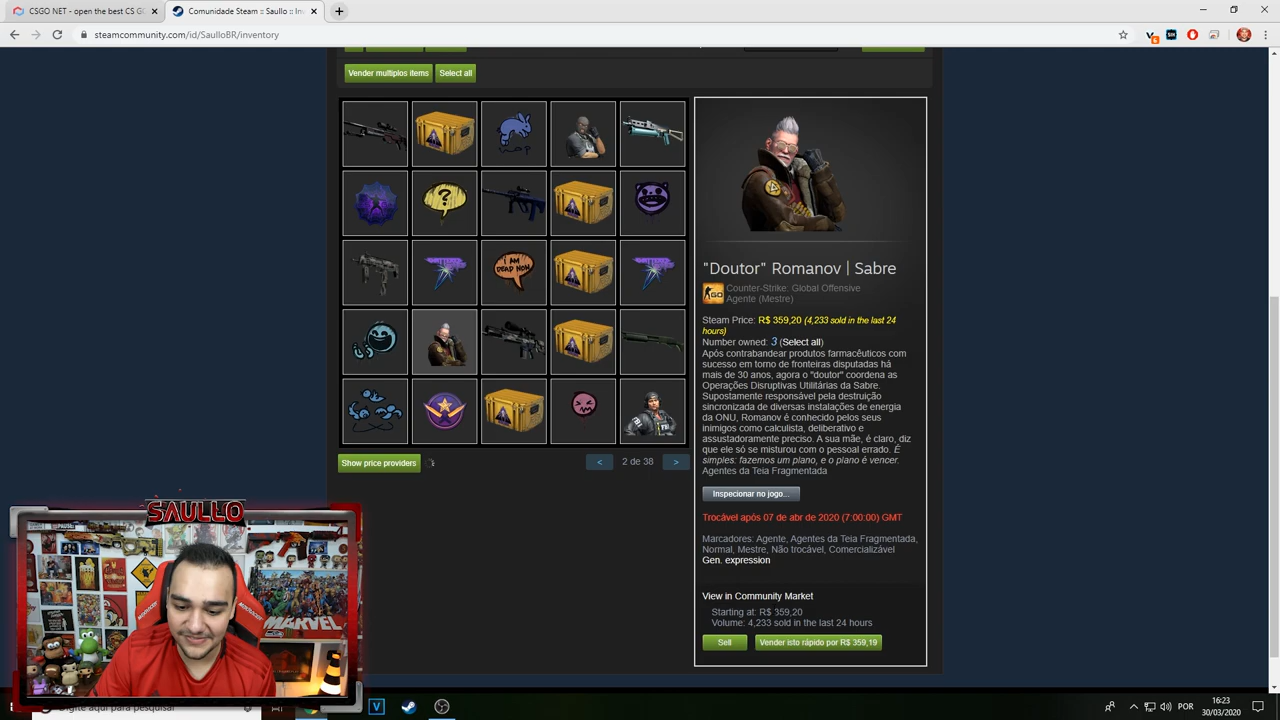 CSGO NET - Open the best CS GO
Comunidade Steam :: Saullo :: Inv
steamcommunity.com/id/SaulloBR/inventory
Vender multiplos items
Select all
I AM
DEAD NOW
"Doutor" Romanov | Sabre
Counter-Strike: Global Offensive
Agente (Mestre)
Steam Price: R$ 359,20 (4,233 sold in the last 24
hours)
Number owned: 3 (Select all)
Após contrabandear produtos farmacêuticos com
sucesso em torno de fronteiras disputadas há
mais de 30 anos, agora o "doutor" coordena as
Operações Disruptivas Utilitárias da Sabre.
Supostamente responsável pela destruição
sincronizada de diversas instalações de energia
da ONU, Romanov é conhecido pelos seus
inimigos como calculista, deliberativo e
assustadoramente preciso. A sua mãe, é claro, diz
que ele só se misturou com o pessoal errado. É
simples: fazemos um plano, e o plano é vencer.
Agentes da Teia Fragmentada
Show price providers
< 2 de 38 >
Inspecionar no jogo...
Trocável após 07 de abr de 2020 (7:00:00) GMT
Marcadores: Agente, Agentes da Teia Fragmentada,
Normal, Mestre, Não trocável, Comercializável
Gen. expression
View in Community Market
Starting at: R$ 359,20
Volume: 4,233 sold in the last 24 hours
Sell
Vender isto rápido por R$ 359,19
SAULLO
MARVEL
Digite aqui para pesquisar
POR
16:23
30/03/2020